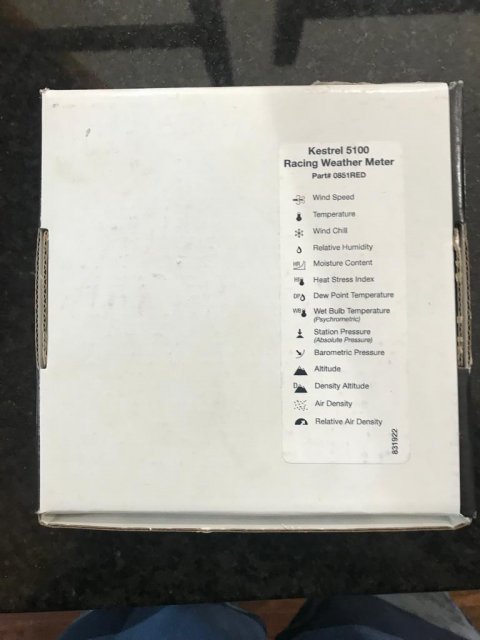 Kestrel 5100
Racing Weather Meter
Part# 0851RED
Wind Speed
Temperature
Wind Chill
Relative Humidity
Moisture Content
Heat Stress Index
DP Dew Point Temperature
WB Wet Bulb Temperature
(Psychrometric)
Station Pressure
(Absolute Pressure)
Barometric Pressure
Altitude
Density Altitude
Air Density
Relative Air Density
831922